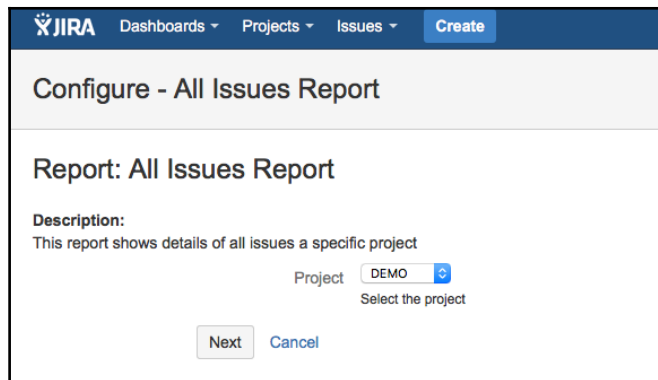 JIRA Dashboards Projects Issues Create
Configure - All Issues Report
Report: All Issues Report
Description:
This report shows details of all issues a specific project
Project DEMO
Select the project
Next Cancel